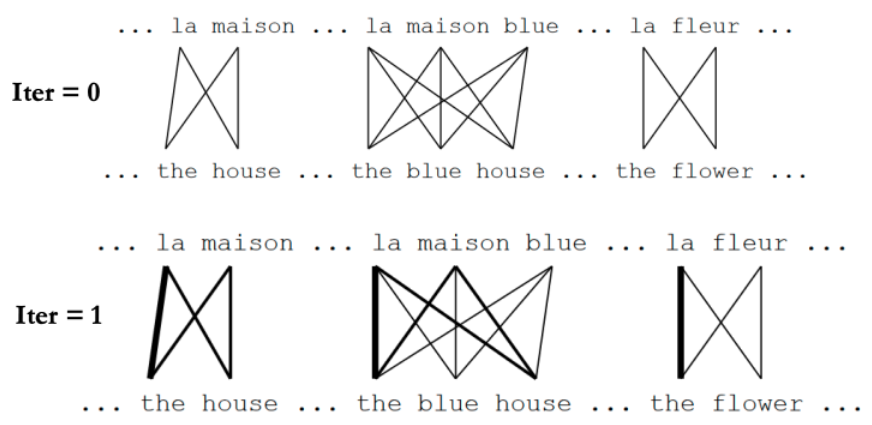 ... la maison ... la maison blue ... la fleur ...
Iter = 0
... the house ... the blue house ... the flower ...
... la maison ... la maison blue ... la fleur ...
Iter = 1
... the house ... the blue house ... the flower ...